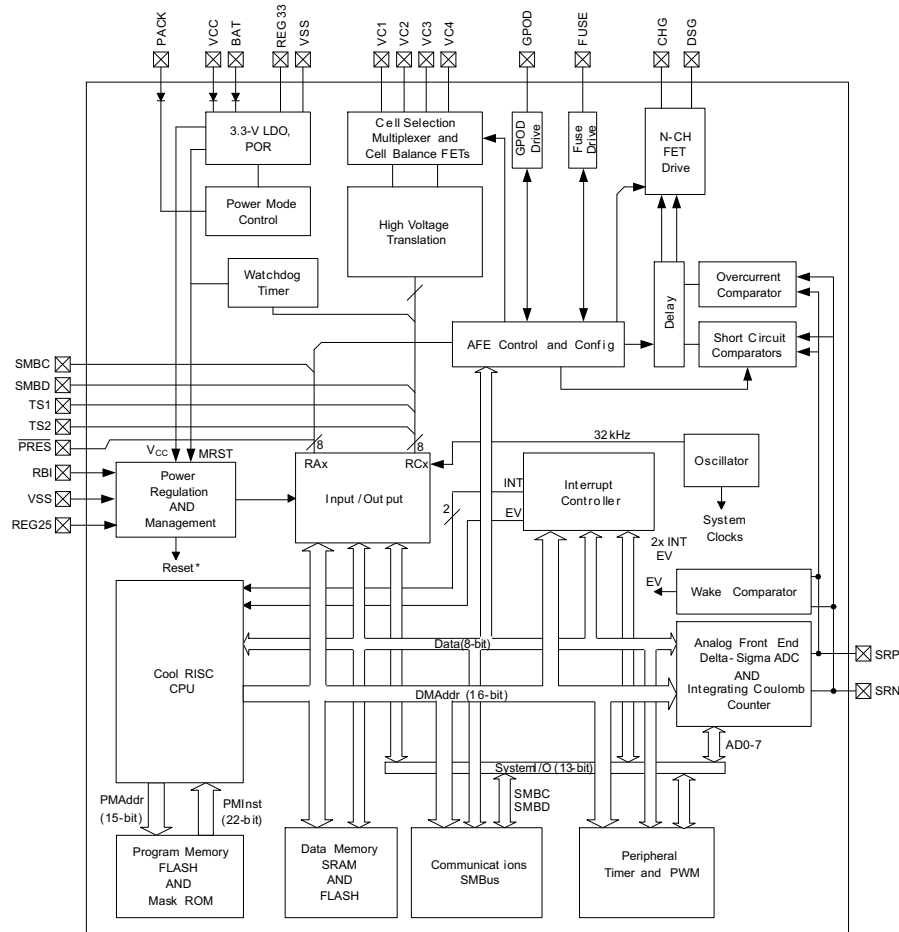 PACK
VCC
BAT
REG33
VSS
VC1
VC2
VC3
VC4
GPOD
FUSE
CHG
DSG
3.3-V LDO,
POR
Cell Selection
Multiplexer and
Cell Balance FETs
GPOD
Drive
Fuse
Drive
N-CH
FET
Drive
Power Mode
Control
High Voltage
Translation
Watchdog
Timer
Delay
Overcurrent
Comparator
AFE Control and Config
Short Circuit
Comparators
SMBC
SMBD
TS1
TS2
PRES
RBI
VSS
REG25
VCC
MRST
8
8
RAx
RCx
Input/Output
Power
Regulation
AND
Management
Reset*
32 kHz
Oscillator
System
Clocks
INT
2
EV
Interrupt
Controller
2x INT
EV
EV
Wake Comparator
Cool RISC
CPU
Data(8-bit)
DMAddr (16-bit)
Analog Front End
Delta-Sigma ADC
AND
Integrating Coulomb
Counter
SRP
SRN
AD0-7
SystemI/O (13-bit)
PMAddr
(15-bit)
PMInst
(22-bit)
SMBC
SMBD
Program Memory
FLASH
AND
Mask ROM
Data Memory
SRAM
AND
FLASH
Communications
SMBus
Peripheral
Timer and PWM